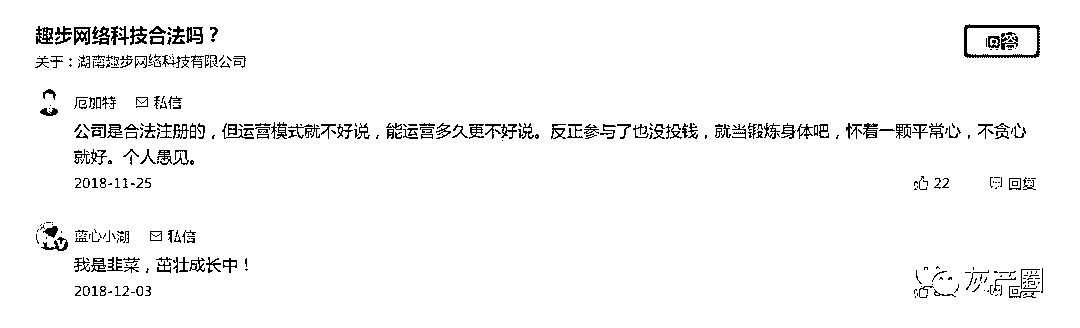 趣步网络科技合法吗？
回答
关于：湖南趣步网络科技有限公司
厄加特 私信
公司是合法注册的，但运营模式就不好说，能运营多久更不好说。反正参与了也没投钱，就当锻炼身体吧，怀着一颗平常心，不贪心
就好。个人愚见。
2018-11-25 22 回复
蓝心小湖 私信
我是韭菜，茁壮成长中！
2018-12-03 回复
灰产圈